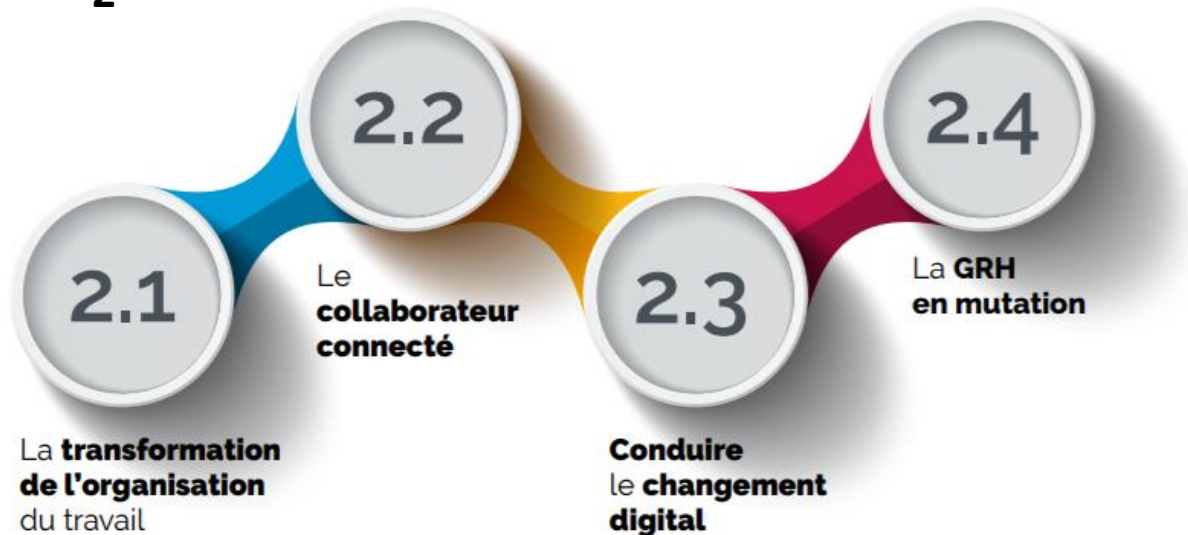 2
2.1
La transformation
de l'organisation
du travail
2.2
Le
collaborateur
connecté
2.3
Conduire
le changement
digital
2.4
La GRH
en mutation